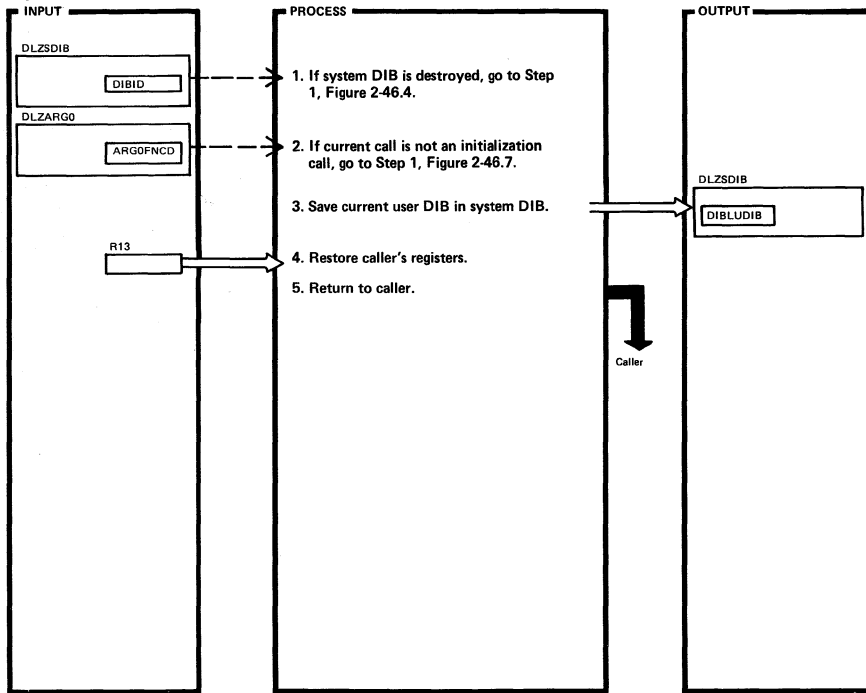 INPUT
PROCESS
OUTPUT
DLZSDIB
DIBID
1. If system DIB is destroyed, go to Step
1, Figure 2-46.4.
DLZARG0
ARG0FNCD
2. If current call is not an initialization
call, go to Step 1, Figure 2-46.7.
DLZSDIB
3. Save current user DIB in system DIB.
DIBLUDIB
R13
4. Restore caller's registers.
5. Return to caller.
Caller